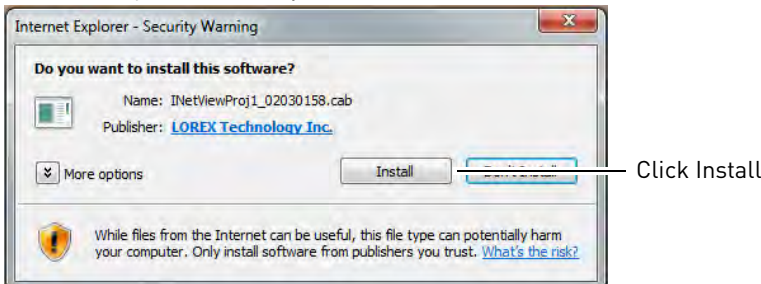 Internet Explorer - Security Warning
Do you want to install this software?
Name: INetViewProj1_02030158.cab
Publisher: LOREX Technology Inc.
More options
Install
Click Install
While files from the Internet can be useful, this file type can potentially harm
your computer. Only install software from publishers you trust. What's the risk?